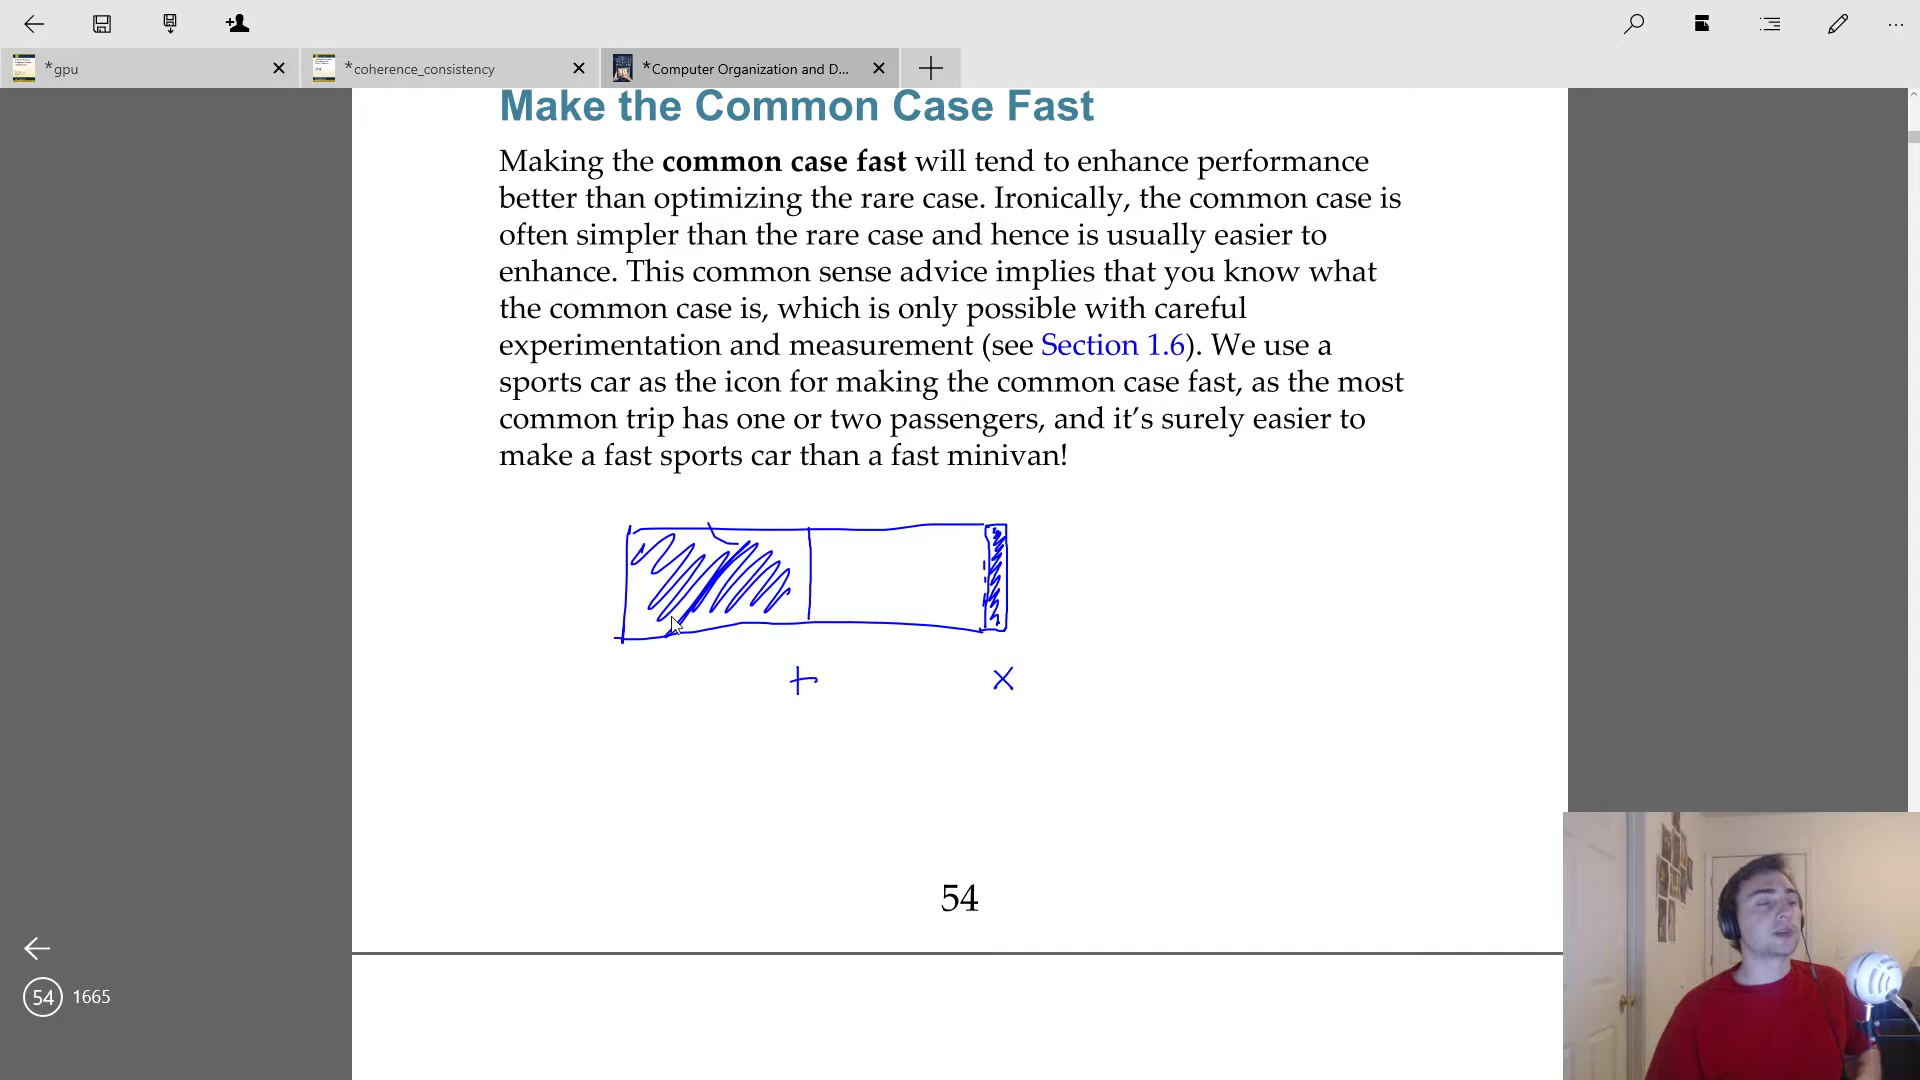 *gpu
*coherence_consistency
*Computer Organization and D...
Make the Common Case Fast
Making the common case fast will tend to enhance performance
better than optimizing the rare case. Ironically, the common case is
often simpler than the rare case and hence is usually easier to
enhance. This common sense advice implies that you know what
the common case is, which is only possible with careful
experimentation and measurement (see Section 1.6). We use a
sports car as the icon for making the common case fast, as the most
common trip has one or two passengers, and it’s surely easier to
make a fast sports car than a fast minivan!
+ x
54
54 1665